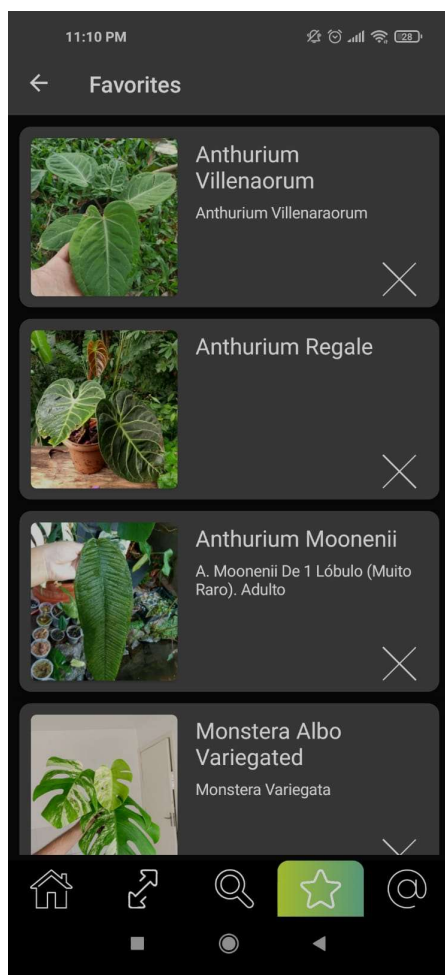 11:10 PM
28
Favorites
Anthurium
Villenaorum
Anthurium Villenaraorum
Anthurium Regale
Anthurium Moonenii
A. Moonenii De 1 Lóbulo (Muito
Raro). Adulto
Monstera Albo
Variegated
Monstera Variegata